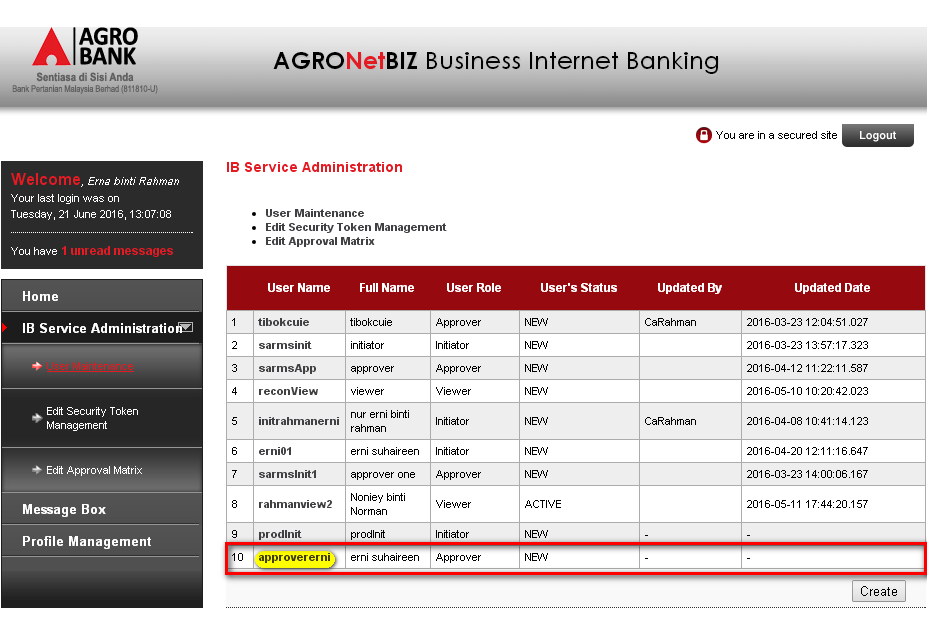 AGRO
BANK
Sentiasa di Sisi Anda
Bank Pertanian Malaysia Berhad (811810-U)
AGRONetBIZ Business Internet Banking
You are in a secured site
Logout
Welcome, Erna binti Rahman
Your last login was on
Tuesday, 21 June 2016, 13:07:08
You have 1 unread messages
Home
IB Service Administration
User Maintenance
Edit Security Token
Management
Edit Approval Matrix
Message Box
Profile Management
IB Service Administration
• User Maintenance
• Edit Security Token Management
• Edit Approval Matrix
User Name Full Name User Role User's Status Updated By Updated Date
1 tibokcuie tibokcuie Approver NEW CaRahman 2016-03-23 12:04:51.027
2 sarmsinit initiator Initiator NEW 2016-03-23 13:57:17.323
3 sarmsApp approver Approver NEW 2016-04-12 11:22:11.587
4 reconView viewer Viewer NEW 2016-05-10 10:20:42.023
5 initrahmanerni nur erni binti rahman Initiator NEW CaRahman 2016-04-08 10:41:14.123
6 erni01 erni suhaireen Initiator NEW 2016-04-20 12:11:16.647
7 sarmsInit1 approver one Approver NEW 2016-03-23 14:00:06.167
8 rahmanview2 Noniey binti Norman Viewer ACTIVE 2016-05-11 17:44:20.157
9 prodInit prodInit Initiator NEW - -
10 approvererni erni suhaireen Approver NEW - -
Create